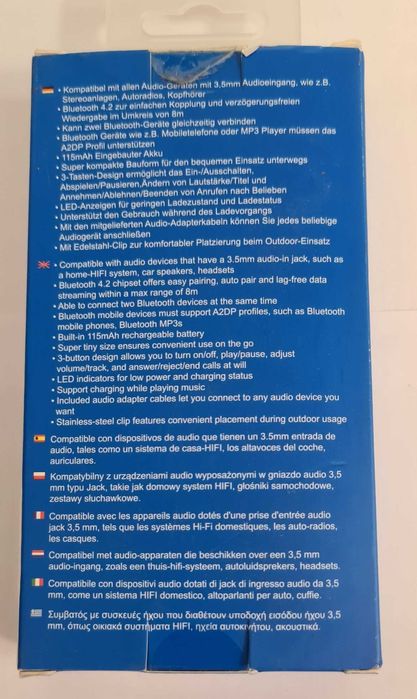 • Kompatibel mit allen Audio-Geräten mit 3,5mm Audioeingang, wie z.B.
Stereoanlagen, Autoradios, Kopfhörer
• Bluetooth 4.2 zur einfachen Kopplung und verzögerungsfreien
Wiedergabe im Umkreis von 8m
• Kann zwei Bluetooth-Geräte gleichzeitig verbinden
• Bluetooth Geräte wie z.B. Mobiletelefone oder MP3 Player müssen das
A2DP Profil unterstützen
• 115mAh Eingebauter Akku
• Super kompakte Bauform für den bequemen Einsatz unterwegs
• 3-Tasten-Design ermöglicht das Ein-/Ausschalten,
Abspielen/Pausieren,Ändern von Lautstärke/Titel und
Annehmen/Ablehnen/Beenden von Anrufen nach Belieben
• LED-Anzeigen für geringen Ladezustand und Ladestatus
• Unterstützt den Gebrauch während des Ladevorgangs
• Mit den mitgelieferten Audio-Adapterkabeln können Sie jedes beliebige
Audiogerät anschließen
• Mit Edelstahl-Clip zur komfortabler Platzierung beim Outdoor-Einsatz
• Compatible with audio devices that have a 3.5mm audio-in jack, such as
a home-HIFI system, car speakers, headsets
• Bluetooth 4.2 chipset offers easy pairing, auto pair and lag-free data
streaming within a max range of 8m
• Able to connect two Bluetooth devices at the same time
• Bluetooth mobile devices must support A2DP profiles, such as Bluetooth
mobile phones, Bluetooth MP3s
• Built-in 115mAh rechargeable battery
• Super tiny size ensures convenient use on the go
• 3-button design allows you to turn on/off, play/pause, adjust
volume/track, and answer/reject/end calls at will
• LED indicators for low power and charging status
• Support charging while playing music
• Included audio adapter cables let you connect to any audio device you
want
• Stainless-steel clip features convenient placement during outdoor usage
Compatible con dispositivos de audio que tienen un 3.5mm entrada de
audio, tales como un sistema de casa-HIFI, los altavoces del coche,
auriculares.
Kompatybilny z urządzeniami audio wyposażonymi w gniazdo audio 3,5
mm typu Jack, takie jak domowy system HIFI, głośniki samochodowe,
zestawy słuchawkowe.
Compatible avec les appareils audio dotés d'une prise d'entrée audio
jack 3,5 mm, tels que les systèmes Hi-Fi domestiques, les auto-radios,
les casques.
Compatibel met audio-apparaten die beschikken over een 3,5 mm
audio-ingang, zoals een thuis-hifi-systeem, autoluidsprekers, headsets.
Compatibile con dispositivi audio dotati di jack di ingresso audio da 3,5
mm, come un sistema HIFI domestico, altoparlanti per auto, cuffie.
Συμβατός με συσκευές ήχου που διαθέτουν υποδοχή εισόδου ήχου 3,5
mm, όπως οικιακά συστήματα HIFI, ηχεία αυτοκινήτου, ακουστικά.